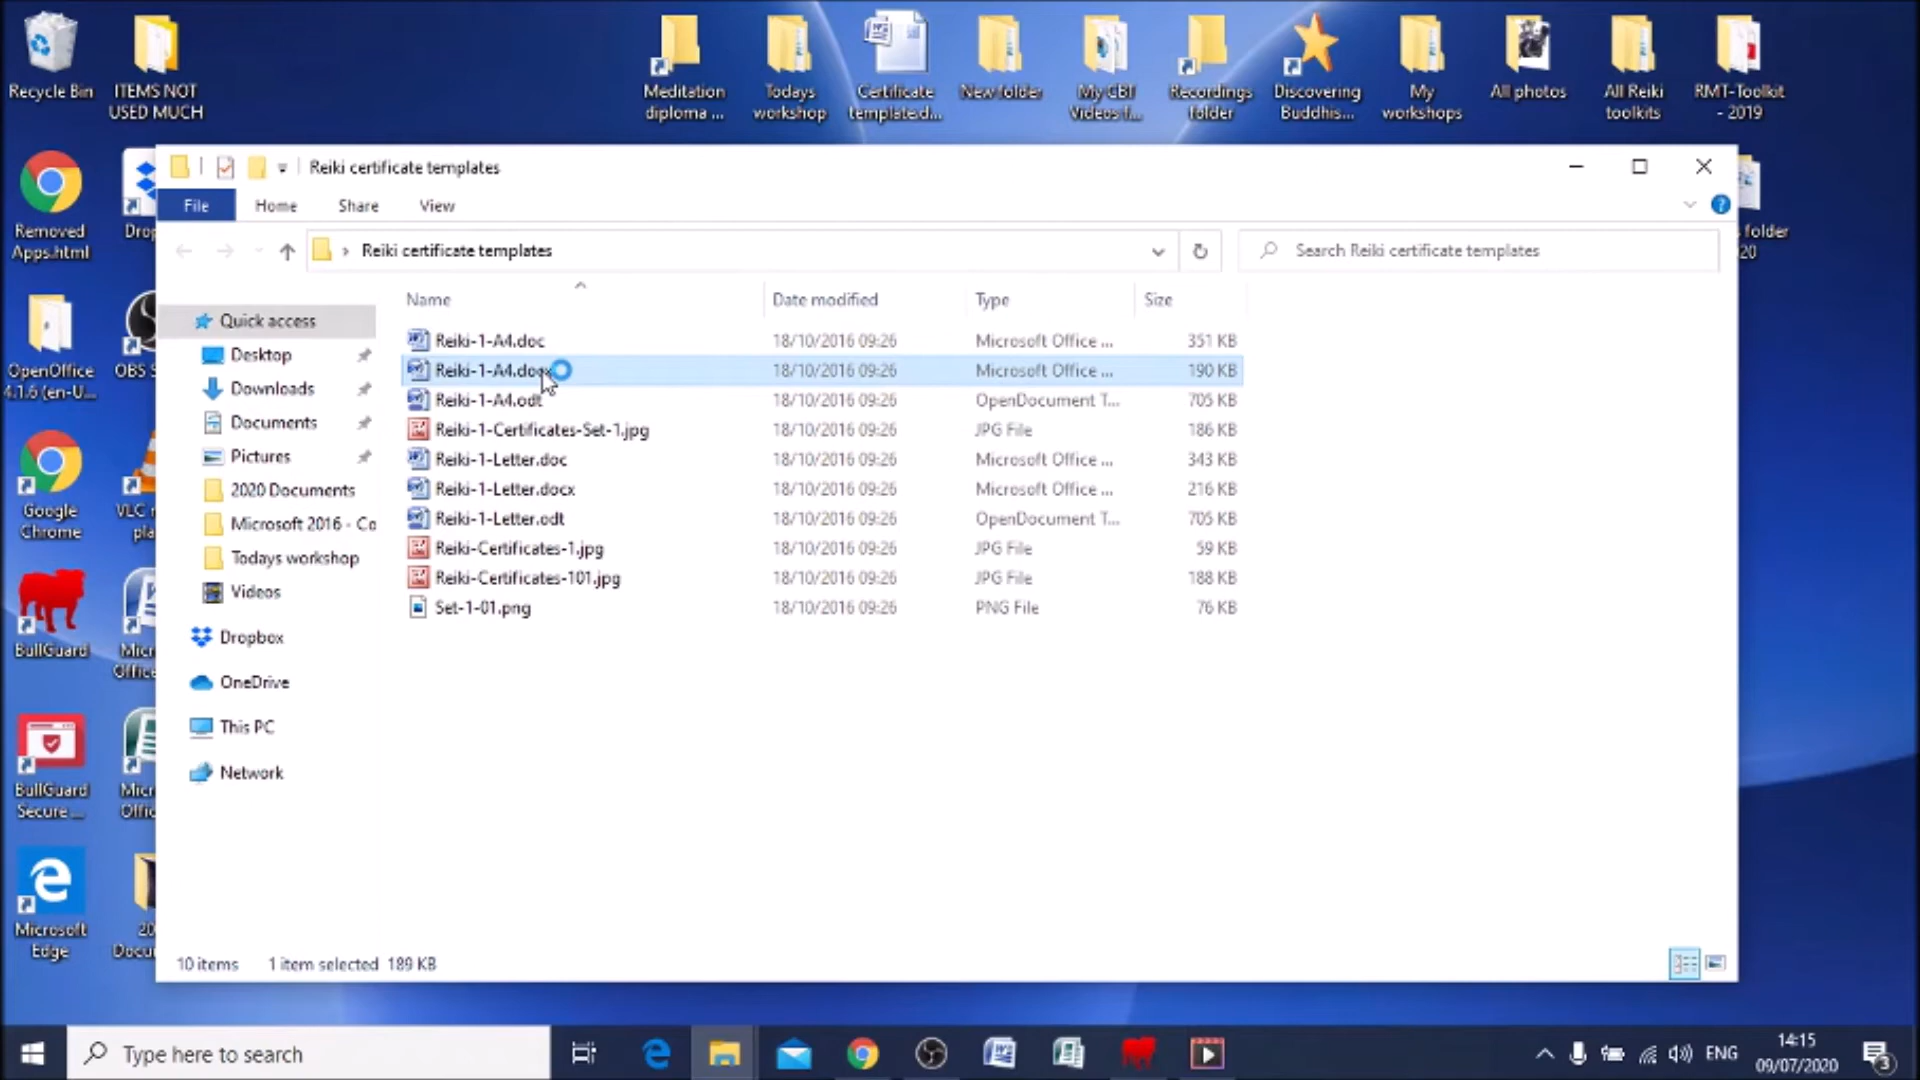 Recycle Bin
ITEMS NOT
USED MUCH
Meditation
diploma ...
Todays
workshop
Certificate
template.d...
New folder
My CBT
Videos f...
Recordings
folder
Discovering
Buddhis...
My
workshops
All photos
All Reiki
toolkits
RMT-Toolkit
- 2019
Removed
Apps.html
Drop
folder
20
OpenOffice
4.1.6 (en-U...
OBS S
Google
Chrome
VLC
pla
BullGuard
Micr
Office
BullGuard
Secure ...
Micr
Offic
Microsoft
Edge
20
Docu
Reiki certificate templates
File
Home
Share
View
Reiki certificate templates
Search Reiki certificate templates
Name
Date modified
Type
Size
Quick access
Desktop
Downloads
Documents
Pictures
2020 Documents
Microsoft 2016 - Co
Todays workshop
Videos
Dropbox
OneDrive
This PC
Network
Reiki-1-A4.doc 18/10/2016 09:26 Microsoft Office ... 351 KB
Reiki-1-A4.docx 18/10/2016 09:26 Microsoft Office ... 190 KB
Reiki-1-A4.odt 18/10/2016 09:26 OpenDocument T... 705 KB
Reiki-1-Certificates-Set-1.jpg 18/10/2016 09:26 JPG File 186 KB
Reiki-1-Letter.doc 18/10/2016 09:26 Microsoft Office ... 343 KB
Reiki-1-Letter.docx 18/10/2016 09:26 Microsoft Office ... 216 KB
Reiki-1-Letter.odt 18/10/2016 09:26 OpenDocument T... 705 KB
Reiki-Certificates-1.jpg 18/10/2016 09:26 JPG File 59 KB
Reiki-Certificates-101.jpg 18/10/2016 09:26 JPG File 188 KB
Set-1-01.png 18/10/2016 09:26 PNG File 76 KB
10 items 1 item selected 189 KB
Type here to search
ENG
14:15
09/07/2020
3